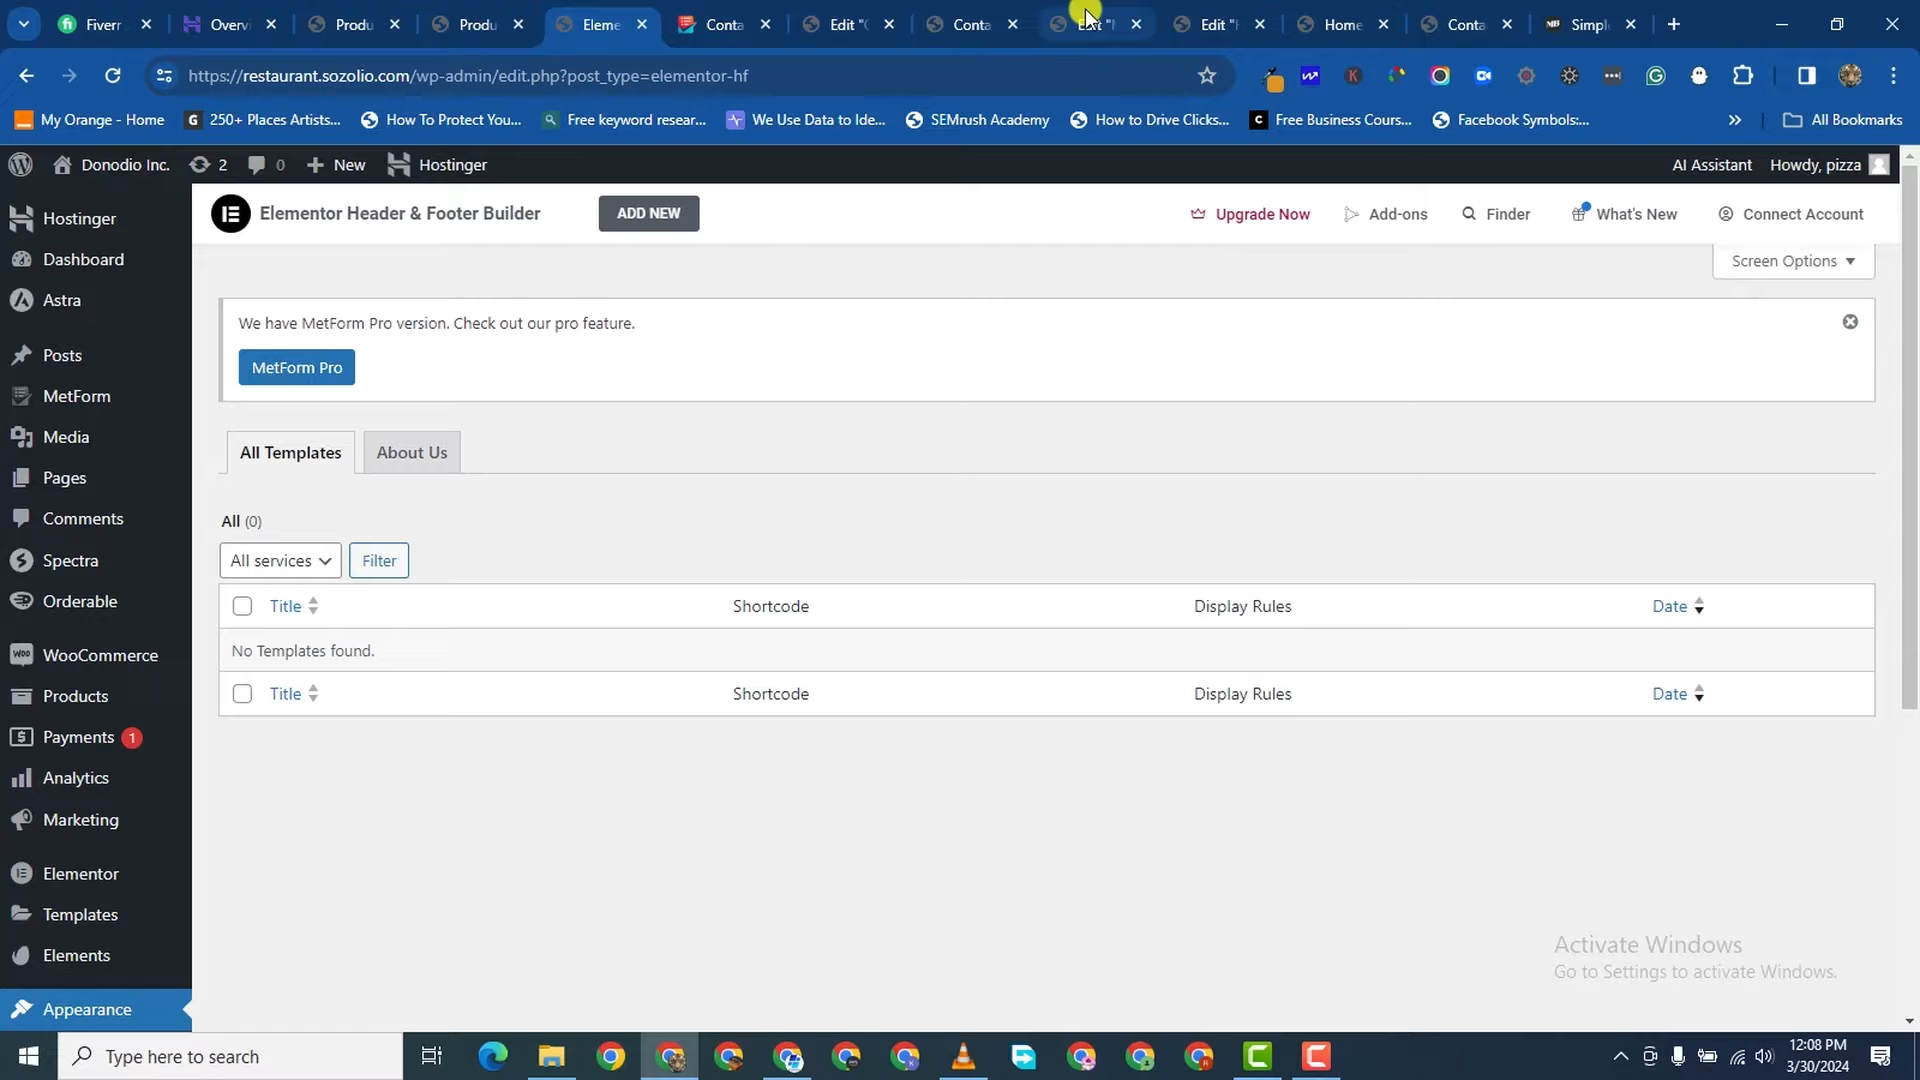 Fiverr Overv Produ Produ Eleme Conta Edit "C Conta Edit "H Home Conta Simpl
https://restaurant.sozolio.com/wp-admin/edit.php?post_type=elementor-hf
My Orange - Home 250+ Places Artists... How To Protect You... Free keyword resear... We Use Data to Ide... SEMrush Academy How to Drive Clicks... Free Business Cours... Facebook Symbols:... » All Bookmarks
Donodio Inc. 2 0 + New Hostinger AI Assistant Howdy, pizza
Hostinger
Elementor Header & Footer Builder ADD NEW Upgrade Now Add-ons Finder What's New Connect Account
Dashboard
Screen Options
Astra
We have MetForm Pro version. Check out our pro feature.
Posts
MetForm Pro
MetForm
Media
All Templates About Us
Pages
Comments
All (0)
Spectra
All services Filter
Orderable
Title Shortcode Display Rules Date
No Templates found.
WooCommerce
Title Shortcode Display Rules Date
Products
Payments 1
Analytics
Marketing
Elementor
Templates
Elements
Activate Windows
Go to Settings to activate Windows.
Appearance
Type here to search
12:08 PM
3/30/2024